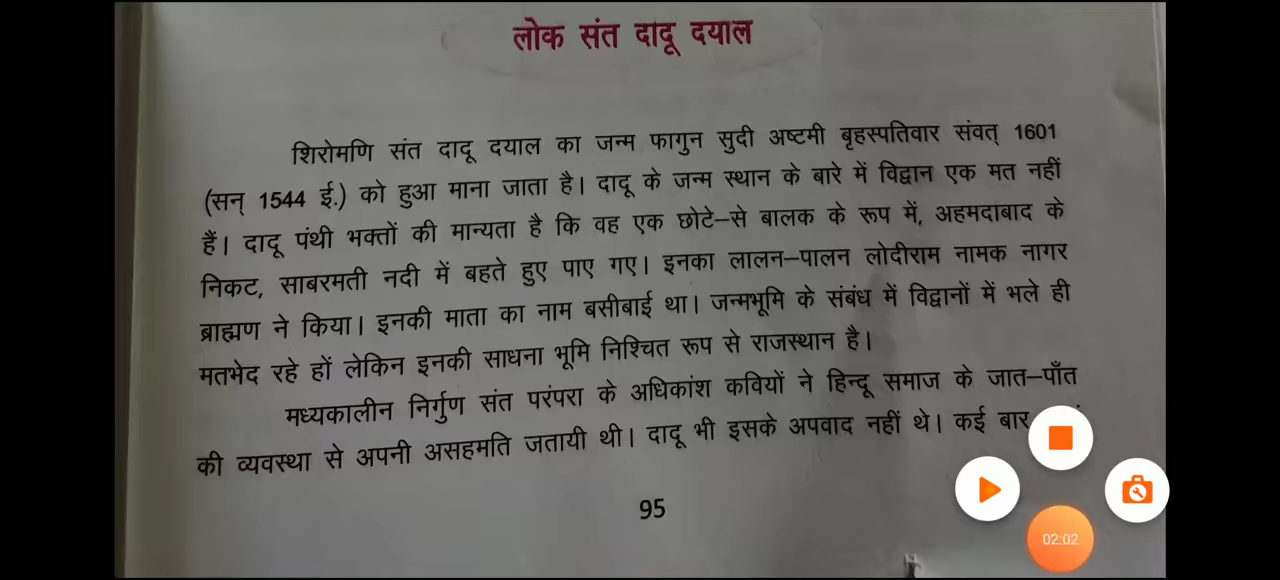 लोक संत दादू दयाल
शिरोमणि संत दादू दयाल का जन्म फागुन सुदी अष्टमी बृहस्पतिवार संवत् 1601
(सन् 1544 ई.) को हुआ माना जाता है। दादू के जन्म स्थान के बारे में विद्वान एक मत नहीं
हैं। दादू पंथी भक्तों की मान्यता है कि वह एक छोटे–से बालक के रूप में, अहमदाबाद के
निकट, साबरमती नदी में बहते हुए पाए गए। इनका लालन–पालन लोदीराम नामक नागर
ब्राह्मण ने किया। इनकी माता का नाम बसीबाई था। जन्मभूमि के संबंध में विद्वानों में भले ही
मतभेद रहे हों लेकिन इनकी साधना भूमि निश्चित रूप से राजस्थान है।
मध्यकालीन निर्गुण संत परंपरा के अधिकांश कवियों ने हिन्दू समाज के जात–पाँत
की व्यवस्था से अपनी असहमति जतायी थी। दादू भी इसके अपवाद नहीं थे। कई बार
95
02:02